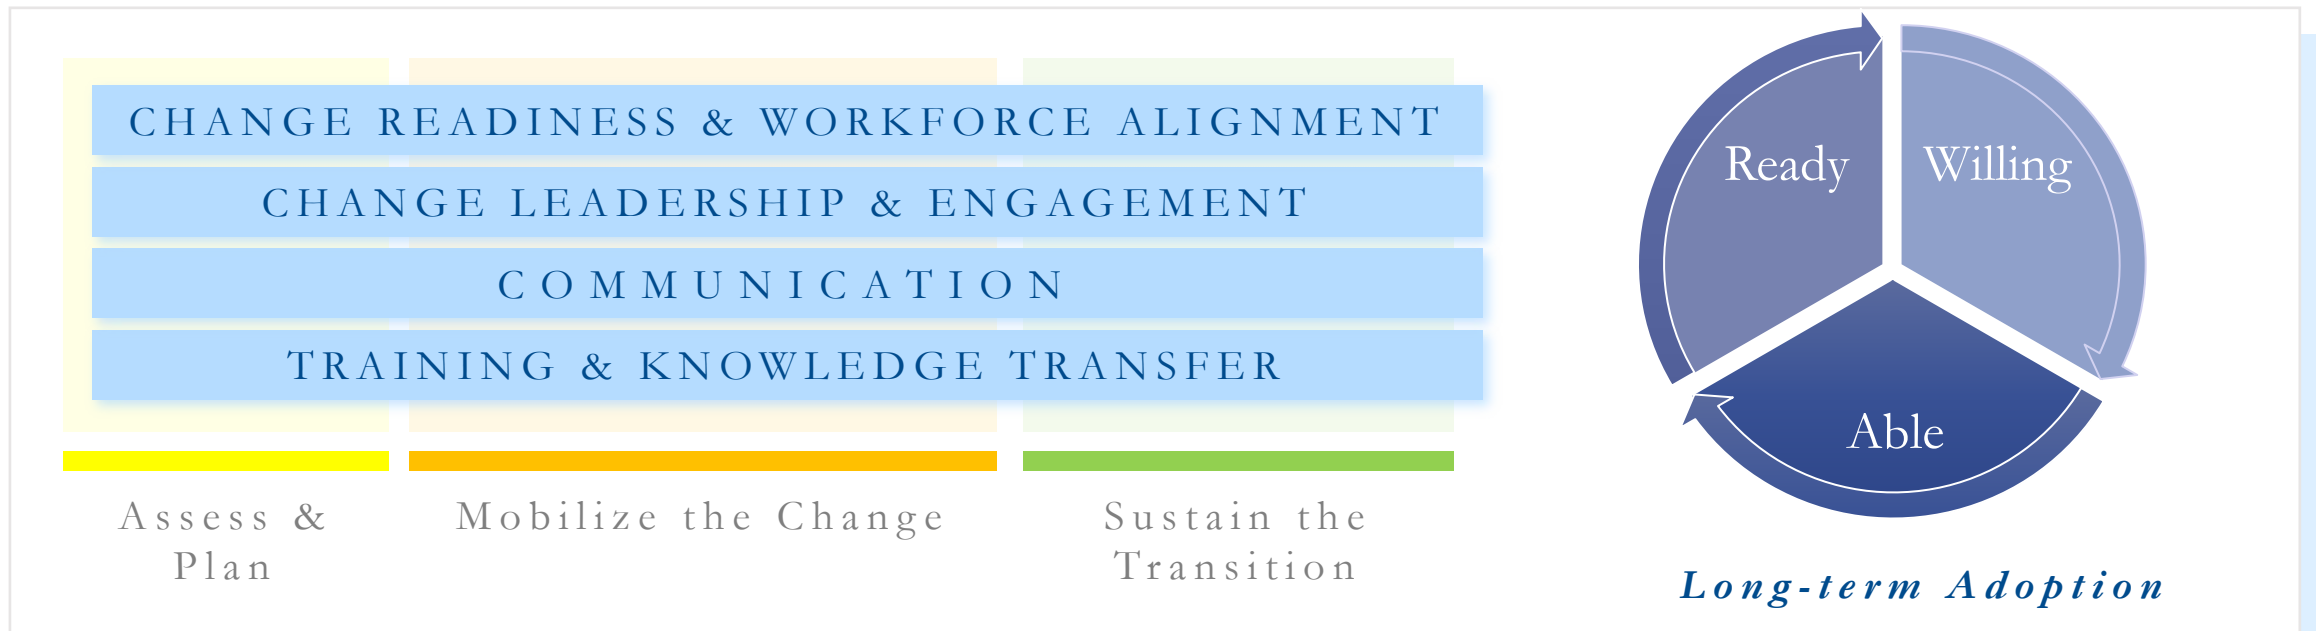 CHANGE READINESS & WORKFORCE ALIGNMENT
CHANGE LEADERSHIP & ENGAGEMENT
COMMUNICATION
TRAINING & KNOWLEDGE TRANSFER
Assess &
Plan
Mobilize the Change
Sustain the
Transition
Ready
Willing
Able
Long-term Adoption